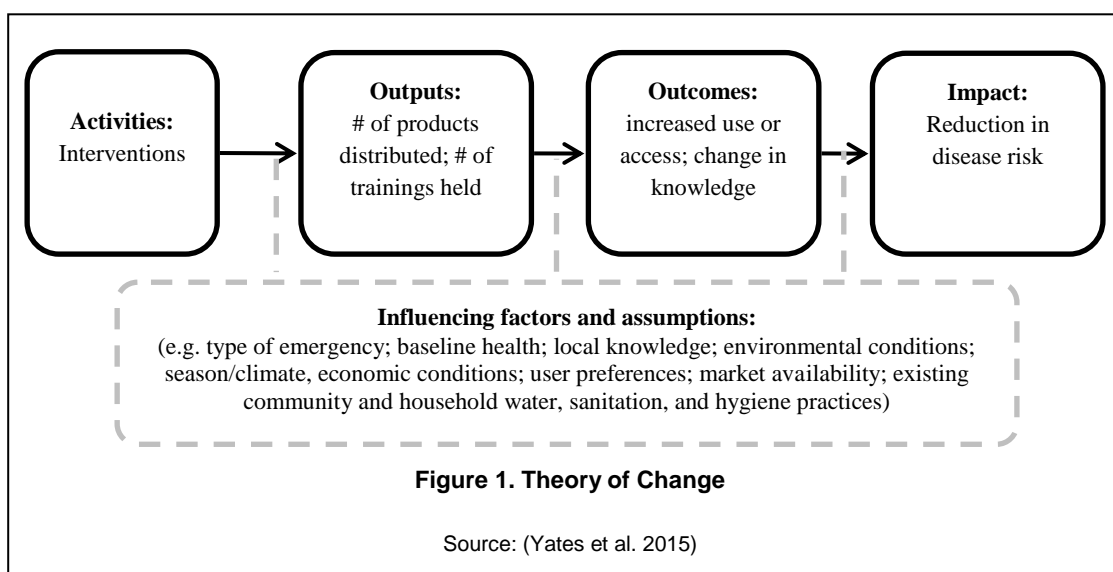 Activities:
Interventions
Outputs:
# of products
distributed; # of
trainings held
Outcomes:
increased use or
access; change in
knowledge
Impact:
Reduction in
disease risk
Influencing factors and assumptions:
(e.g. type of emergency; baseline health; local knowledge; environmental conditions;
season/climate, economic conditions; user preferences; market availability; existing
community and household water, sanitation, and hygiene practices)
Figure 1. Theory of Change
Source: (Yates et al. 2015)